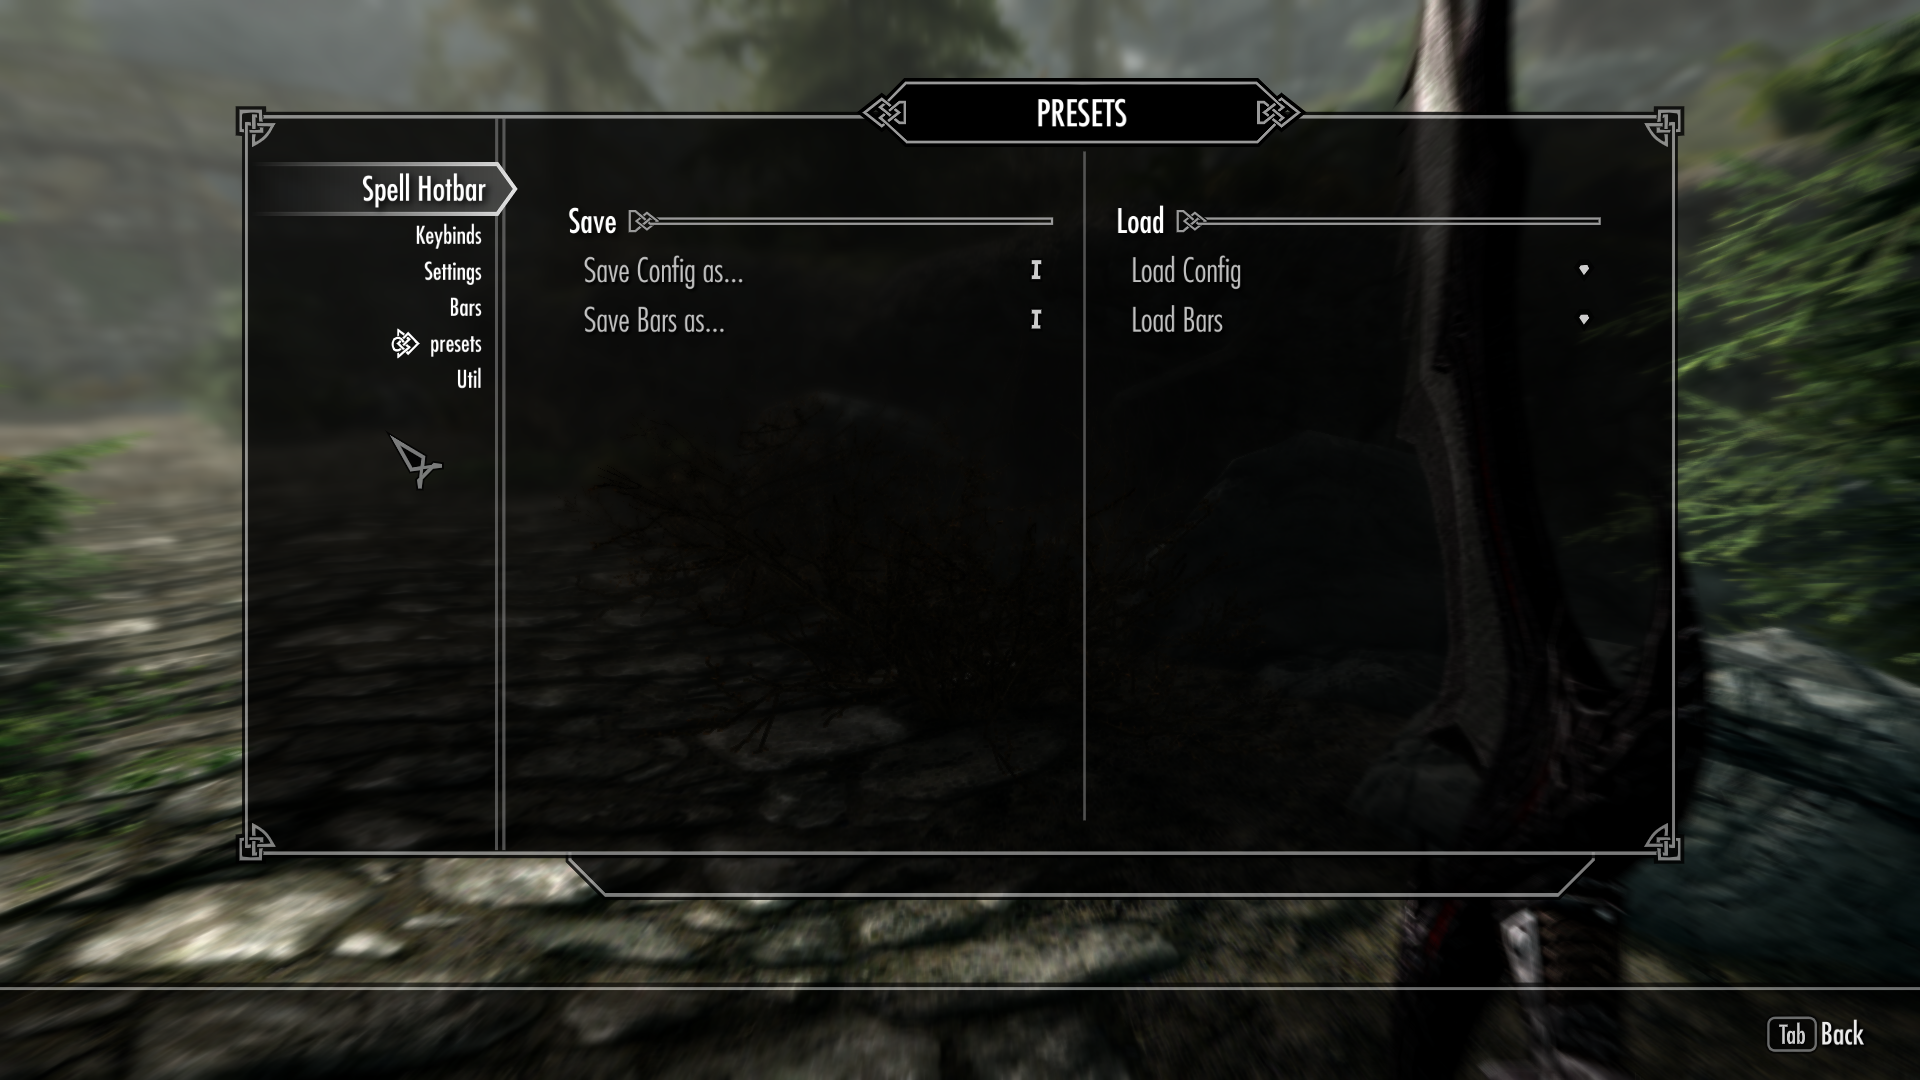 PRESETS
Spell Hotbar
Keybinds
Settings
Bars
presets
Util
Save
Save Config as...
Save Bars as...
Load
Load Config
Load Bars
Tab Back